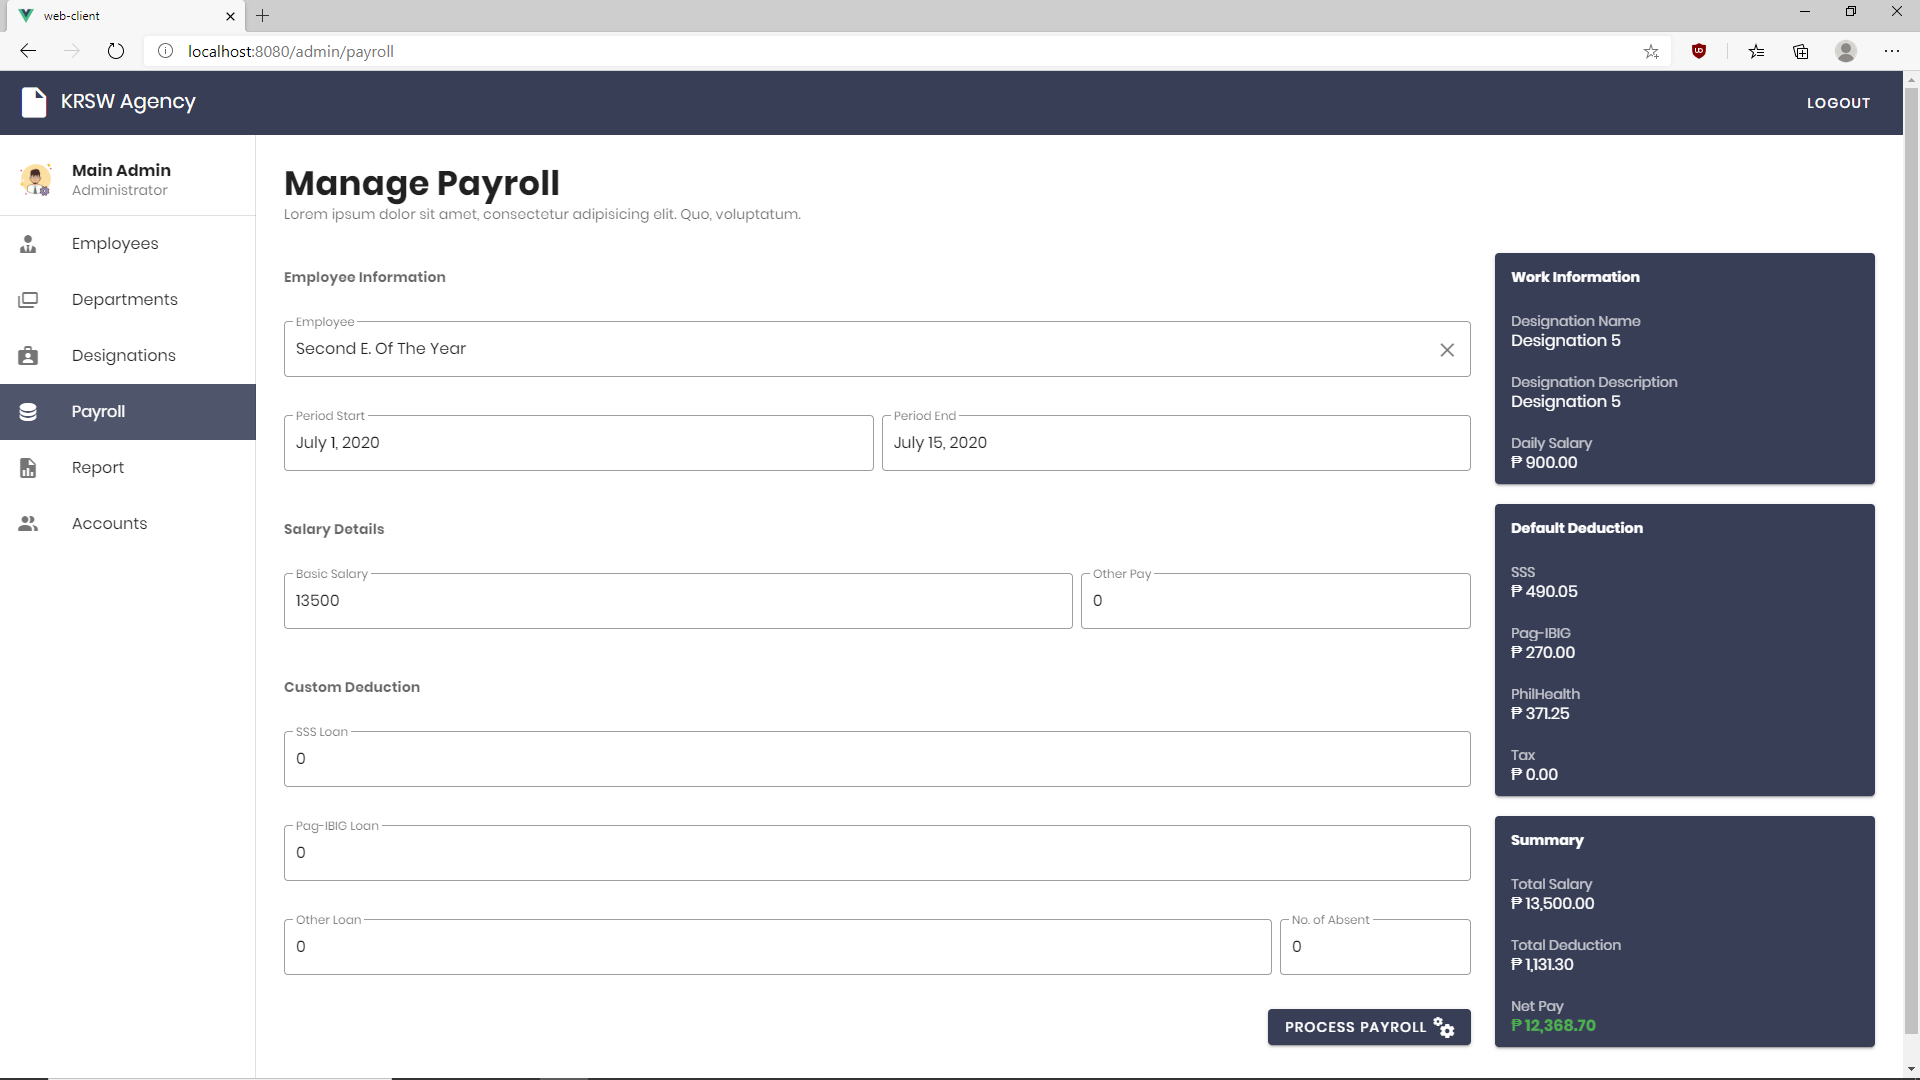 web-client
localhost:8080/admin/payroll
KRSW Agency
LOGOUT
Main Admin
Administrator
Employees
Departments
Designations
Payroll
Report
Accounts
Manage Payroll
Lorem ipsum dolor sit amet, consectetur adipisicing elit. Quo, voluptatum.
Employee Information
Employee
Second E. Of The Year
Period Start
July 1, 2020
Period End
July 15, 2020
Salary Details
Basic Salary
13500
Other Pay
0
Custom Deduction
SSS Loan
0
Pag-IBIG Loan
0
Other Loan
0
No. of Absent
0
PROCESS PAYROLL
Work Information
Designation Name
Designation 5
Designation Description
Designation 5
Daily Salary
₱ 900.00
Default Deduction
SSS
₱ 490.05
Pag-IBIG
₱ 270.00
PhilHealth
₱ 371.25
Tax
₱ 0.00
Summary
Total Salary
₱ 13,500.00
Total Deduction
₱ 1,131.30
Net Pay
₱ 12,368.70